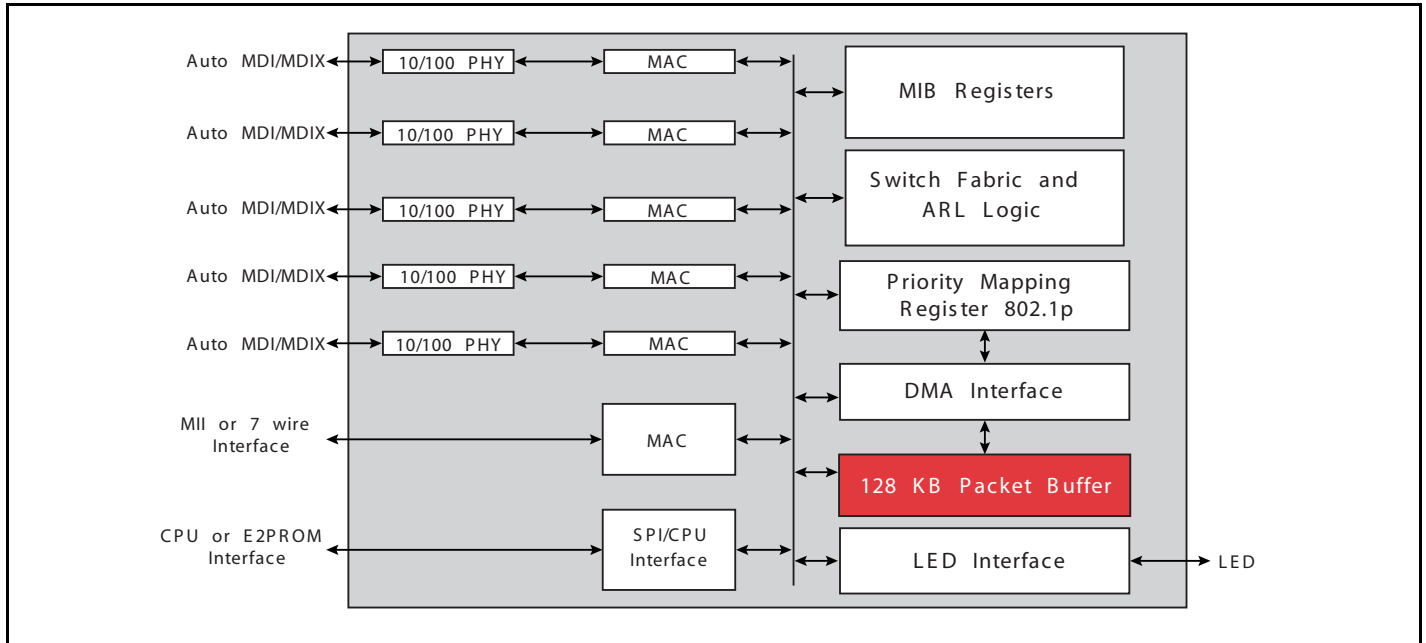 Auto MDI/MDIX
10/100 PHY
MAC
MIB Registers
Auto MDI/MDIX
10/100 PHY
MAC
Switch Fabric and
ARL Logic
Auto MDI/MDIX
10/100 PHY
MAC
Auto MDI/MDIX
10/100 PHY
MAC
Priority Mapping
Register 802.1p
Auto MDI/MDIX
10/100 PHY
MAC
DMA Interface
MII or 7 wire
Interface
MAC
128 KB Packet Buffer
CPU or E2PROM
Interface
SPI/CPU
Interface
LED Interface
LED